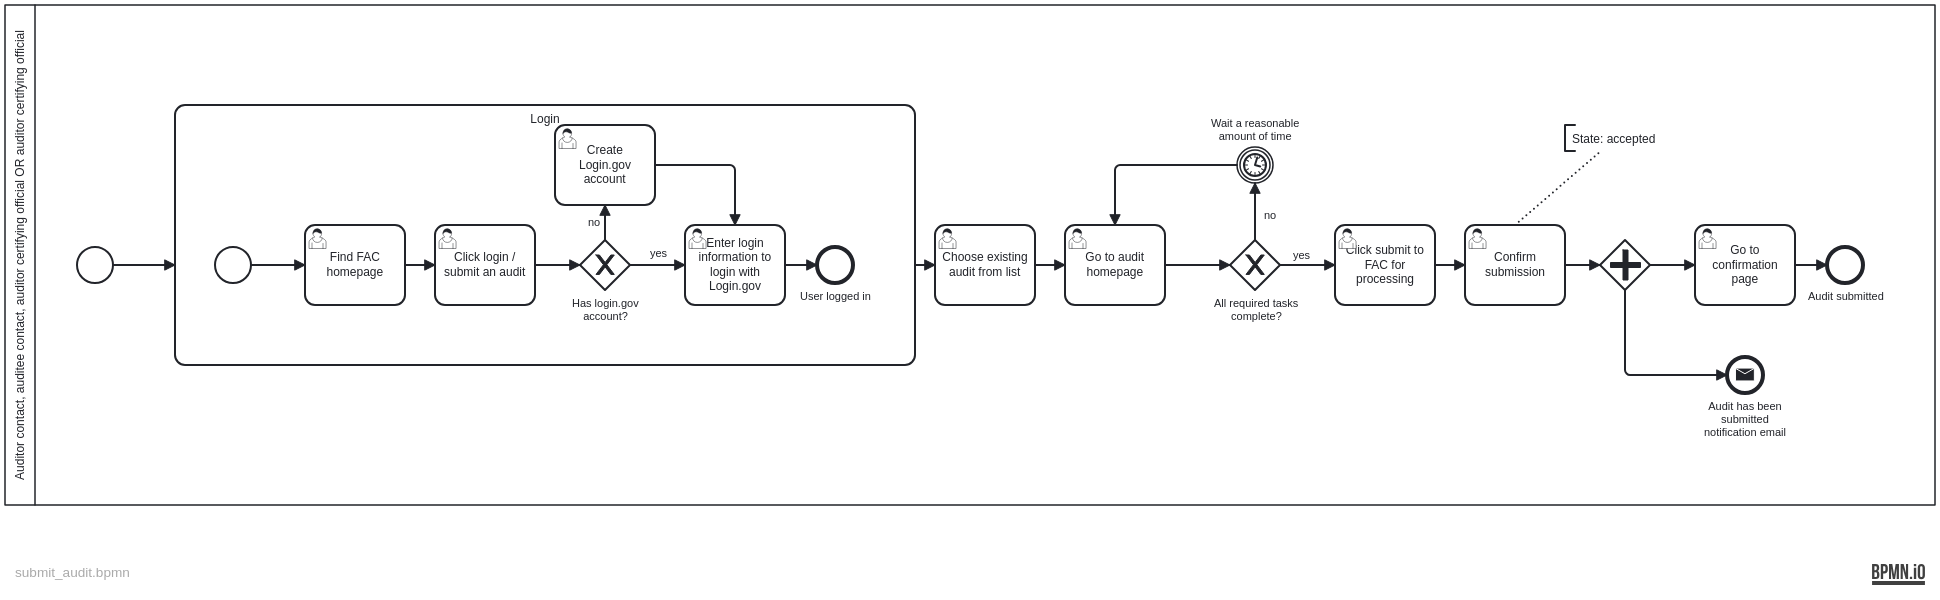 Auditor contact, auditee contact, auditor certifying official OR auditor certifying official
Login
Create
Login.gov
account
Find FAC
homepage
Click login /
submit an audit
no
yes
Has login.gov
account?
Enter login
information to
login with
Login.gov
User logged in
Choose existing
audit from list
Go to audit
homepage
Wait a reasonable
amount of time
no
yes
All required tasks
complete?
Click submit to
FAC for
processing
State: accepted
Confirm
submission
Go to
confirmation
page
Audit submitted
Audit has been
submitted
notification email
submit_audit.bpmn
BPMN.iO